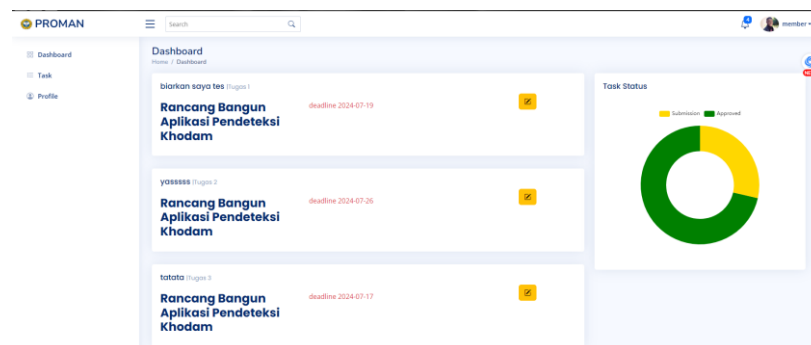 PROMAN
Search
4
member
Dashboard
Task
Profile
Dashboard
Home / Dashboard
biarkan saya tes |Tugas 1
Rancang Bangun
Aplikasi Pendeteksi
Khodam
deadline 2024-07-19
yasssss |Tugas 2
Rancang Bangun
Aplikasi Pendeteksi
Khodam
deadline 2024-07-26
tatata |Tugas 3
Rancang Bangun
Aplikasi Pendeteksi
Khodam
deadline 2024-07-17
Task Status
Submission Approved